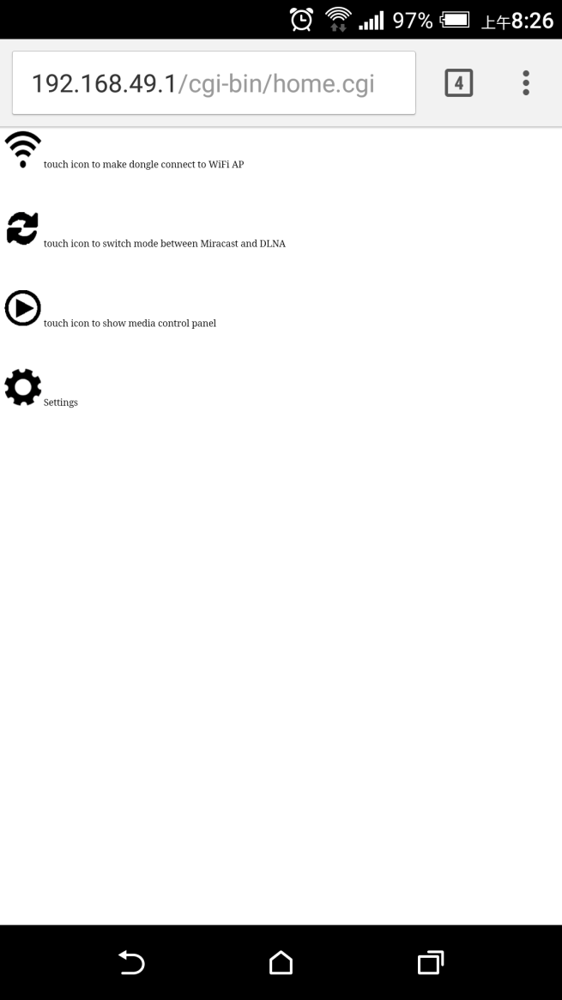 97% 上午8:26
192.168.49.1/cgi-bin/home.cgi 4
touch icon to make dongle connect to WiFi AP
touch icon to switch mode between Miracast and DLNA
touch icon to show media control panel
Settings